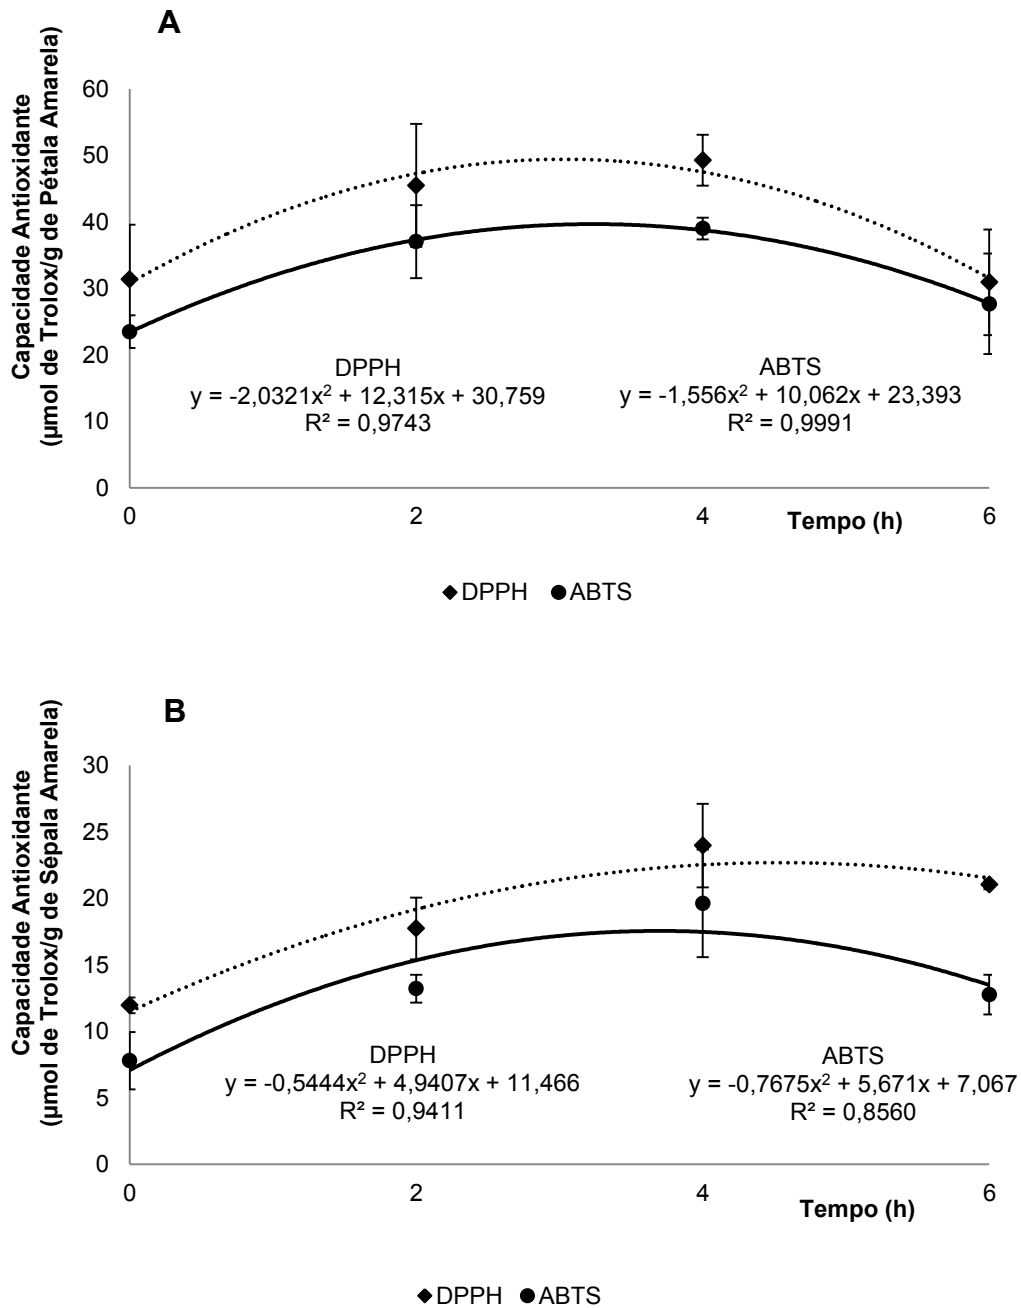 A
Capacidade Antioxidante
(µmol de Trolox/g de Pétala Amarela)
60
50
40
30
20
10
0
DPPH
y = -2,0321x² + 12,315x + 30,759
R² = 0,9743
ABTS
y = -1,556x² + 10,062x + 23,393
R² = 0,9991
0 2 4 6
Tempo (h)
DPPH ABTS
B
Capacidade Antioxidante
(µmol de Trolox/g de Sépala Amarela)
30
25
20
15
10
5
0
DPPH
y = -0,5444x² + 4,9407x + 11,466
R² = 0,9411
ABTS
y = -0,7675x² + 5,671x + 7,067
R² = 0,8560
0 2 4 6
Tempo (h)
DPPH ABTS